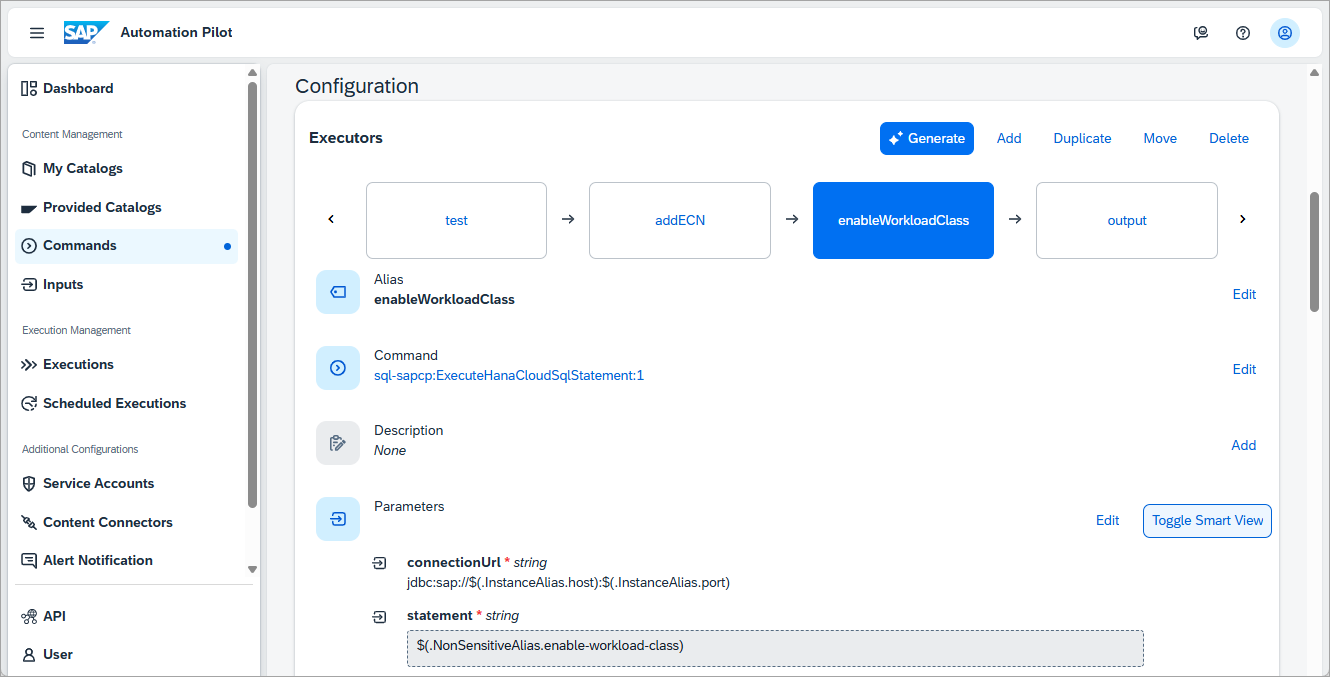 SAP Automation Pilot
Dashboard
Content Management
My Catalogs
Provided Catalogs
Commands
Inputs
Execution Management
Executions
Scheduled Executions
Additional Configurations
Service Accounts
Content Connectors
Alert Notification
API
User
Configuration
Executors
Generate Add Duplicate Move Delete
test addECN enableWorkloadClass output
Alias
enableWorkloadClass
Edit
Command
sql-sapcp:ExecuteHanaCloudSqlStatement:1
Edit
Description
None
Add
Parameters
Edit Toggle Smart View
connectionUrl * string
jdbc:sap://$(.InstanceAlias.host):$(.InstanceAlias.port)
statement * string
$(.NonSensitiveAlias.enable-workload-class)